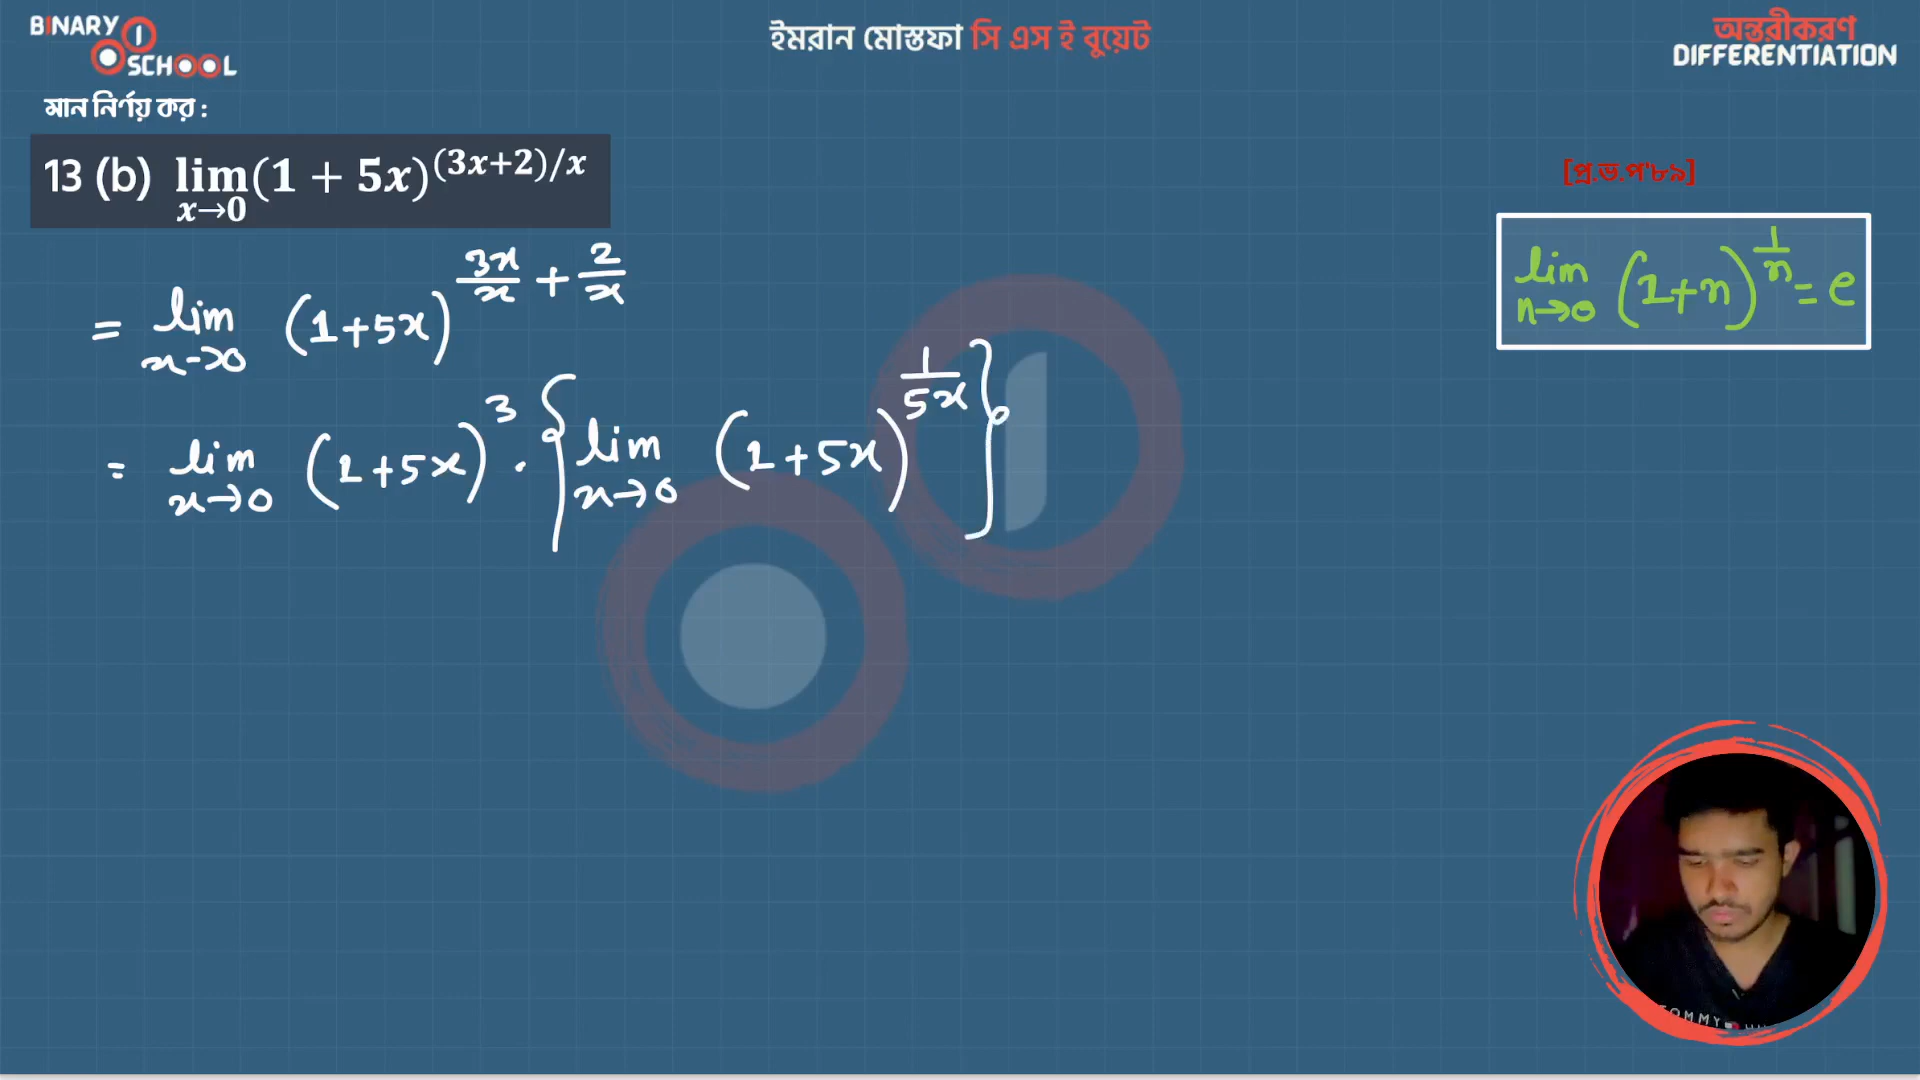 BINARY SCHOOL
ইমরান মোস্তফা সি এস ই বুয়েট
অন্তরীকরণ
DIFFERENTIATION
মান নির্ণয় কর :
13 (b) lim x→0 (1 + 5x)^(3x+2)/x
[প্র.ভ.প'৮৯]
lim n→0 (1+n)^(1/n) = e
= lim x→0 (1+5x)^(3x/x + 2/x)
= lim x→0 (1+5x)^3 · { lim x→0 (1+5x)^(1/5x) }
TOMMY